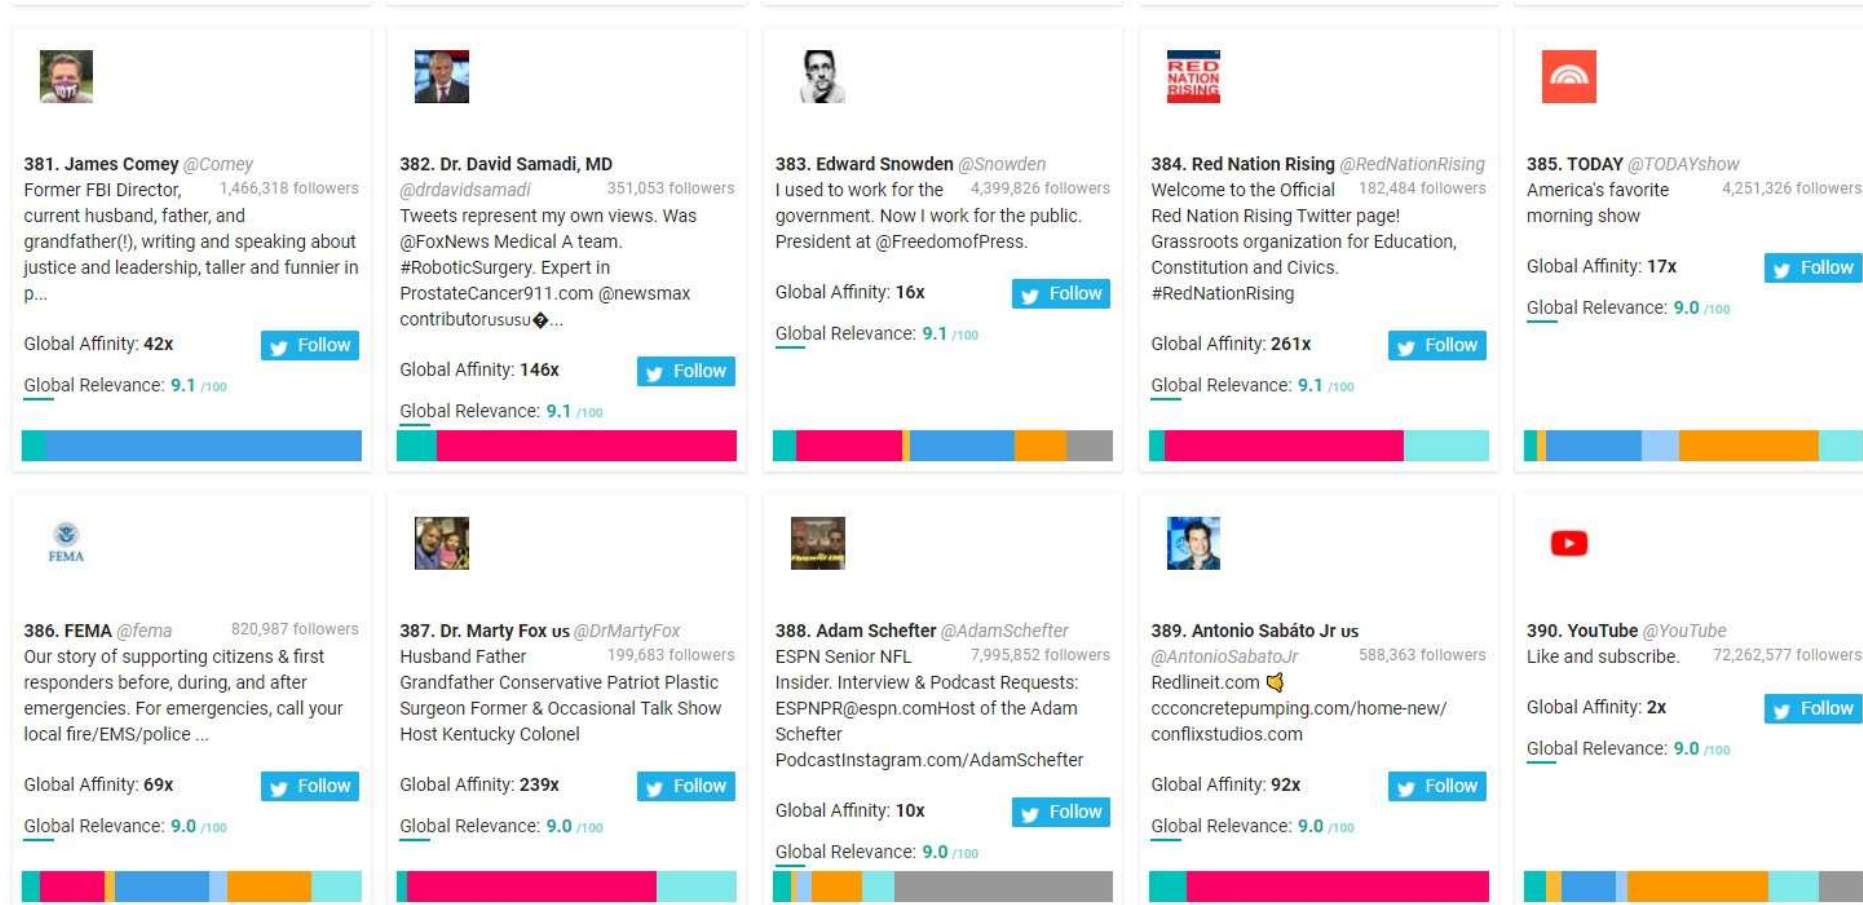 VOTE
RED
NATION
RISING
381. James Comey @Comey
Former FBI Director, 1,466,318 followers
current husband, father, and
grandfather(!), writing and speaking about
justice and leadership, taller and funnier in
p...
Global Affinity: 42x Follow
Global Relevance: 9.1 /100
382. Dr. David Samadi, MD
@drdavidsamadi 351,053 followers
Tweets represent my own views. Was
@FoxNews Medical A team.
#RoboticSurgery. Expert in
ProstateCancer911.com @newsmax
contributorususu�...
Global Affinity: 146x Follow
Global Relevance: 9.1 /100
383. Edward Snowden @Snowden
I used to work for the 4,399,826 followers
government. Now I work for the public.
President at @FreedomofPress.
Global Affinity: 16x Follow
Global Relevance: 9.1 /100
384. Red Nation Rising @RedNationRising
Welcome to the Official 182,484 followers
Red Nation Rising Twitter page!
Grassroots organization for Education,
Constitution and Civics.
#RedNationRising
Global Affinity: 261x Follow
Global Relevance: 9.1 /100
385. TODAY @TODAYshow
America's favorite 4,251,326 followers
morning show
Global Affinity: 17x Follow
Global Relevance: 9.0 /100
FEMA
386. FEMA @fema 820,987 followers
Our story of supporting citizens & first
responders before, during, and after
emergencies. For emergencies, call your
local fire/EMS/police ...
Global Affinity: 69x Follow
Global Relevance: 9.0 /100
387. Dr. Marty Fox us @DrMartyFox
Husband Father 199,683 followers
Grandfather Conservative Patriot Plastic
Surgeon Former & Occasional Talk Show
Host Kentucky Colonel
Global Affinity: 239x Follow
Global Relevance: 9.0 /100
388. Adam Schefter @AdamSchefter
ESPN Senior NFL 7,995,852 followers
Insider. Interview & Podcast Requests:
ESPNPR@espn.comHost of the Adam
Schefter
PodcastInstagram.com/AdamSchefter
Global Affinity: 10x Follow
Global Relevance: 9.0 /100
389. Antonio Sabáto Jr us
@AntonioSabatoJr 588,363 followers
Redlineit.com
ccconcretepumping.com/home-new/
conflixstudios.com
Global Affinity: 92x Follow
Global Relevance: 9.0 /100
390. YouTube @YouTube
Like and subscribe. 72,262,577 followers
Global Affinity: 2x Follow
Global Relevance: 9.0 /100